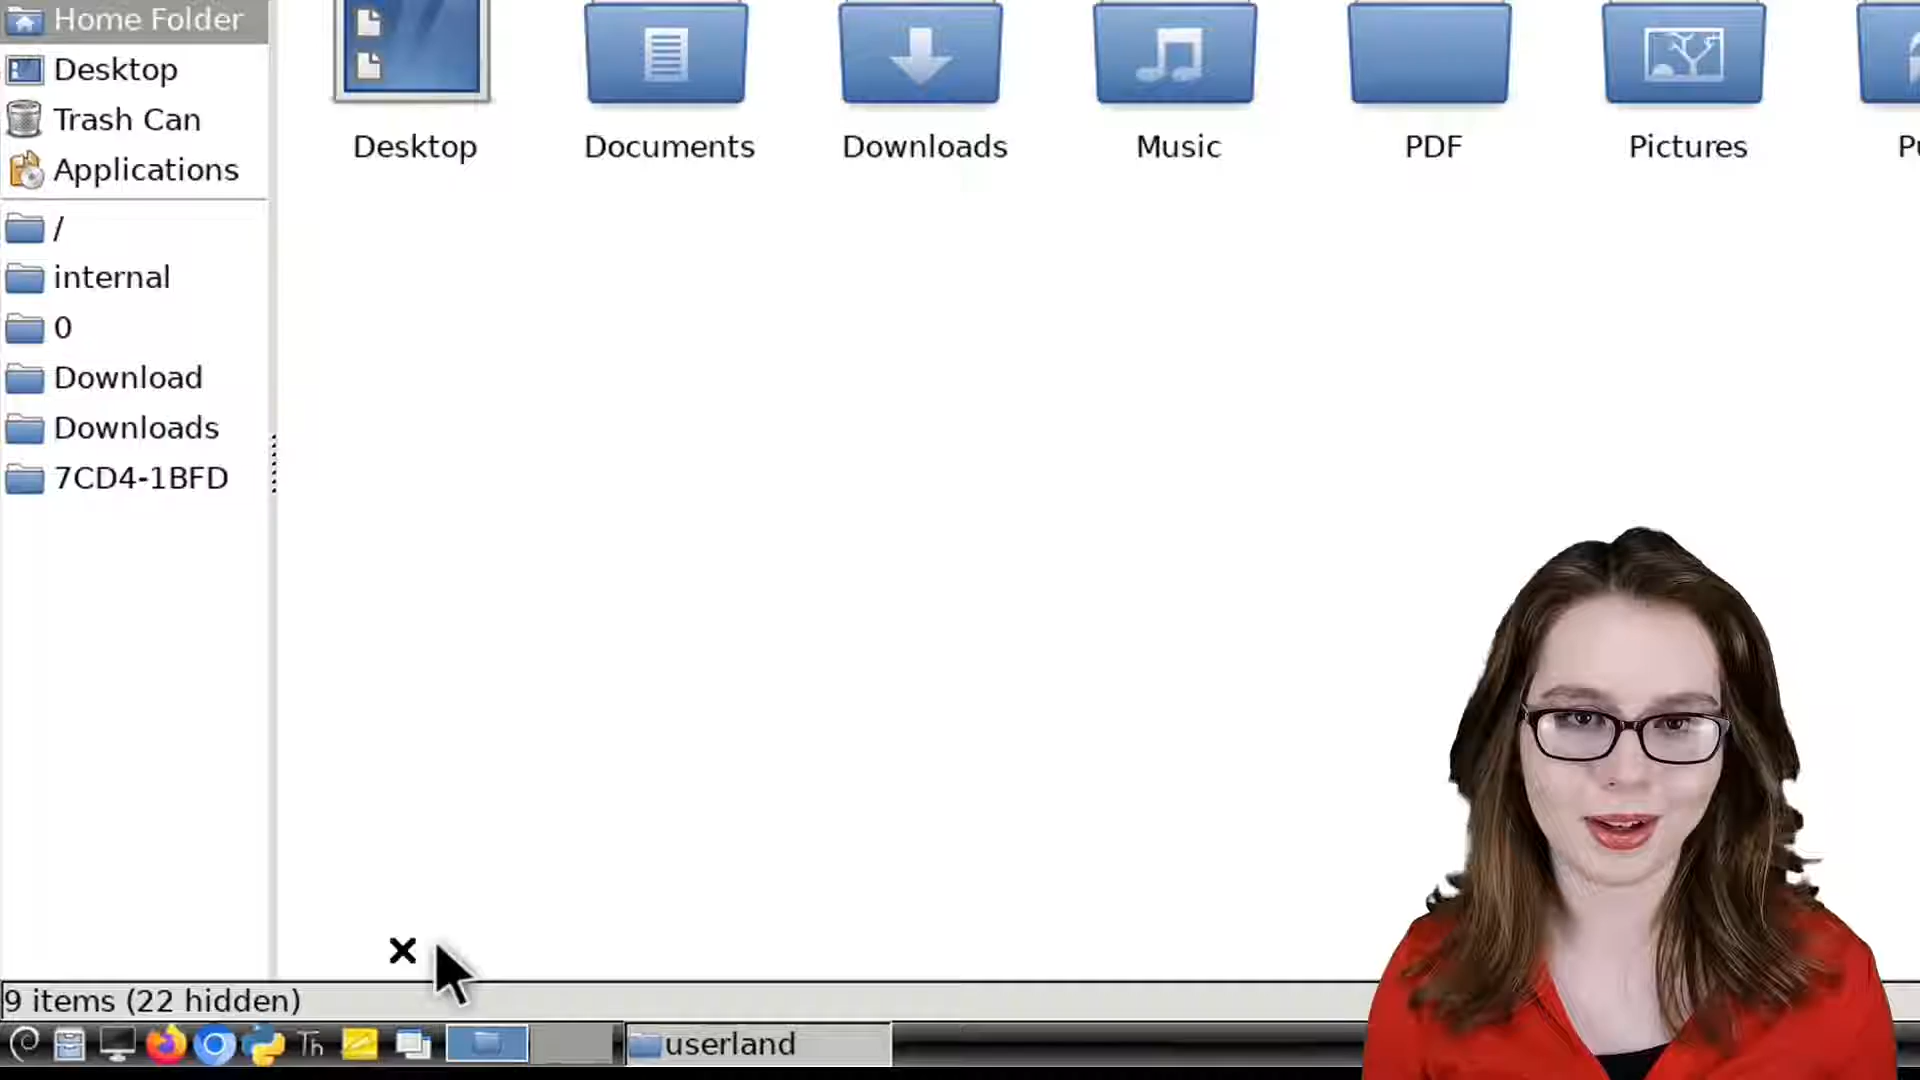 Home Folder
Desktop
Trash Can
Applications
/
internal
0
Download
Downloads
7CD4-1BFD
Desktop
Documents
Downloads
Music
PDF
Pictures
9 items (22 hidden)
Th
userland